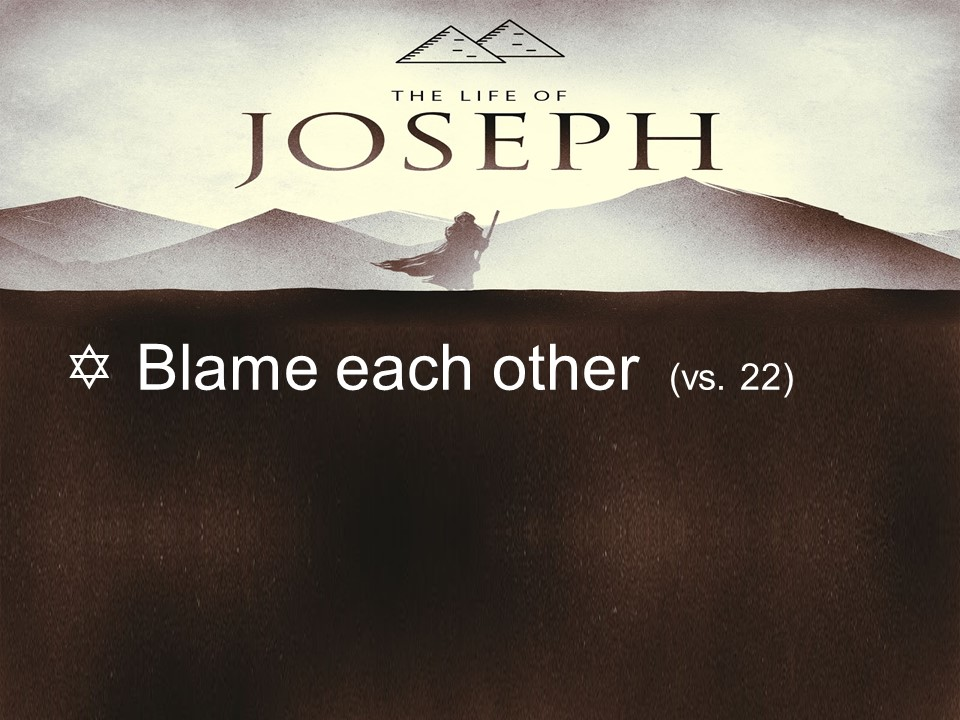 THE LIFE OF
JOSEPH
✡ Blame each other (vs. 22)